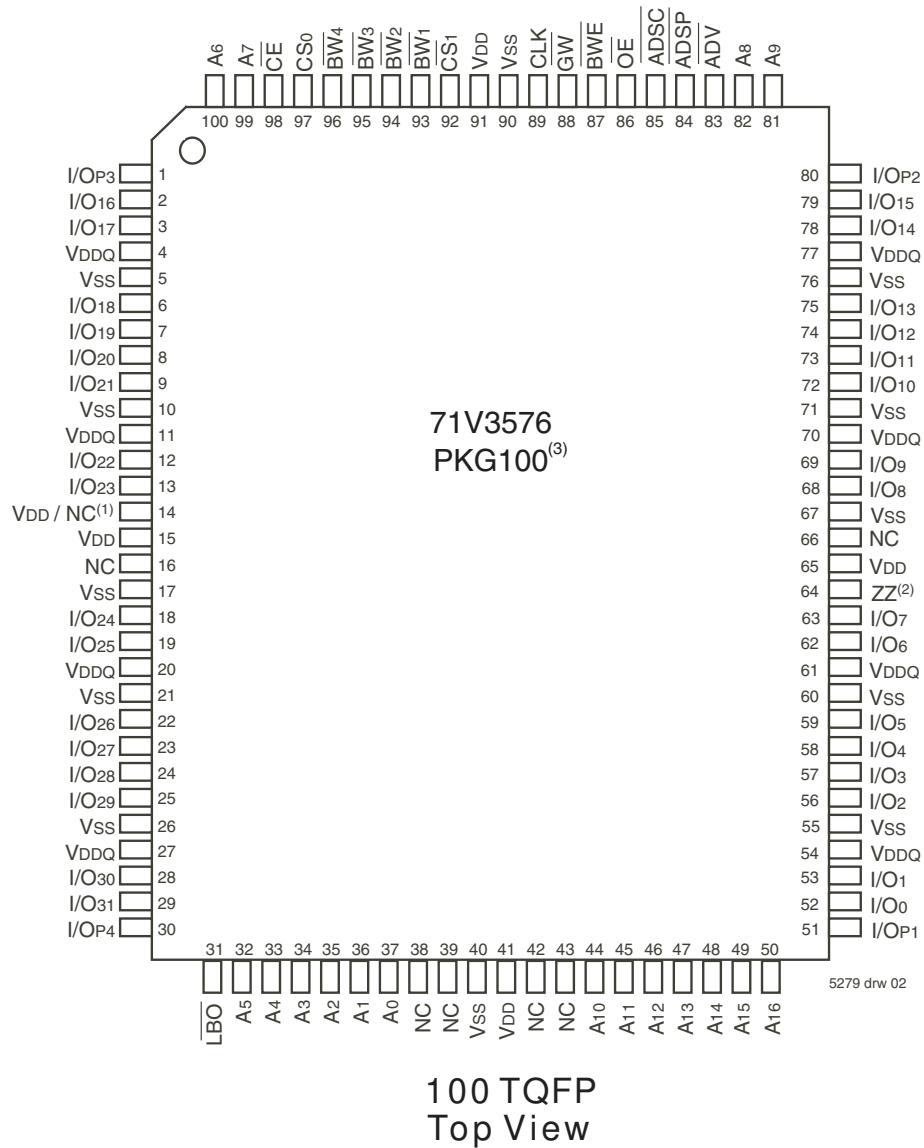 A6 A7 CE CS0 BW4 BW3 BW2 BW1 CS1 VDD VSS CLK GW BWE OE ADSC ADSP ADV A8 A9
100 99 98 97 96 95 94 93 92 91 90 89 88 87 86 85 84 83 82 81
I/OP3 1 80 I/OP2
I/O16 2 79 I/O15
I/O17 3 78 I/O14
VDDQ 4 77 VDDQ
VSS 5 76 VSS
I/O18 6 75 I/O13
I/O19 7 74 I/O12
I/O20 8 73 I/O11
I/O21 9 72 I/O10
VSS 10 71 VSS
VDDQ 11 70 VDDQ
I/O22 12 69 I/O9
I/O23 13 68 I/O8
VDD / NC(1) 14 67 VSS
VDD 15 66 NC
NC 16 65 VDD
VSS 17 64 ZZ(2)
I/O24 18 63 I/O7
I/O25 19 62 I/O6
VDDQ 20 61 VDDQ
VSS 21 60 VSS
I/O26 22 59 I/O5
I/O27 23 58 I/O4
I/O28 24 57 I/O3
I/O29 25 56 I/O2
VSS 26 55 VSS
VDDQ 27 54 VDDQ
I/O30 28 53 I/O1
I/O31 29 52 I/O0
I/OP4 30 51 I/OP1
71V3576
PKG100(3)
31 32 33 34 35 36 37 38 39 40 41 42 43 44 45 46 47 48 49 50
LBO A5 A4 A3 A2 A1 A0 NC NC VSS VDD NC NC A10 A11 A12 A13 A14 A15 A16
5279 drw 02
100 TQFP
Top View